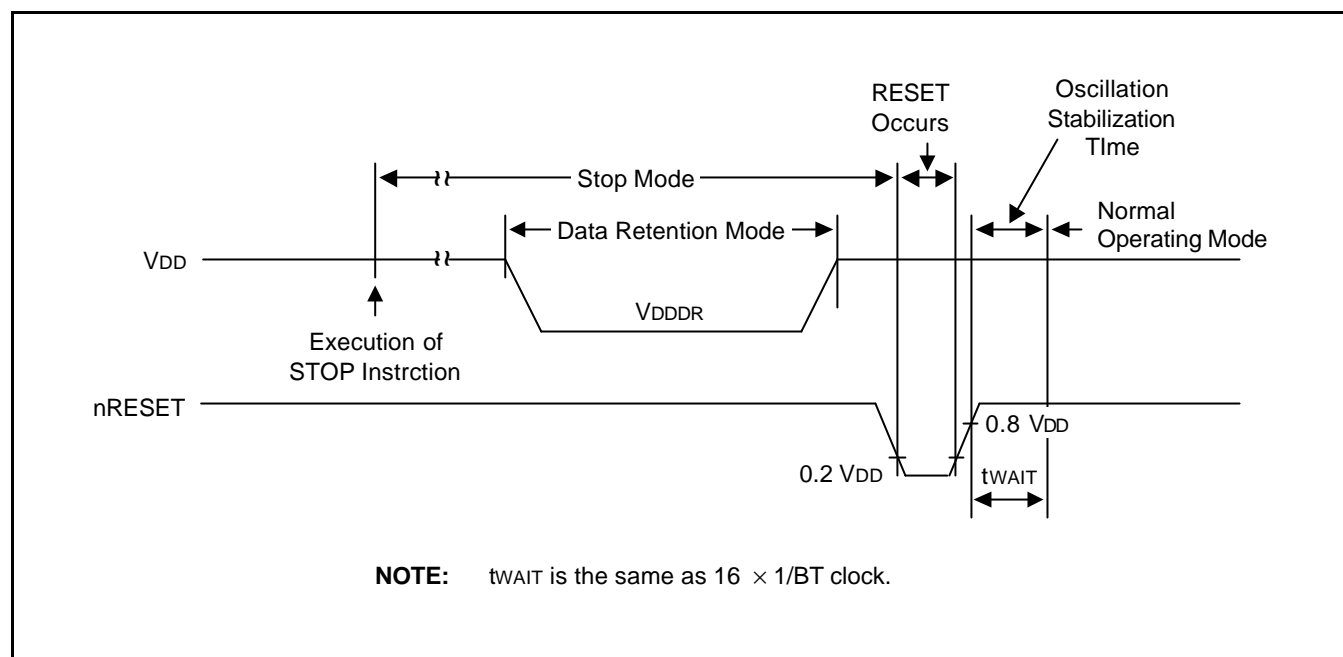 RESET
Occurs
Oscillation
Stabilization
TIme
Stop Mode
Data Retention Mode
Normal
Operating Mode
VDD
VDDDR
Execution of
STOP Instrction
nRESET
0.8 VDD
0.2 VDD
tWAIT
NOTE: tWAIT is the same as 16 × 1/BT clock.